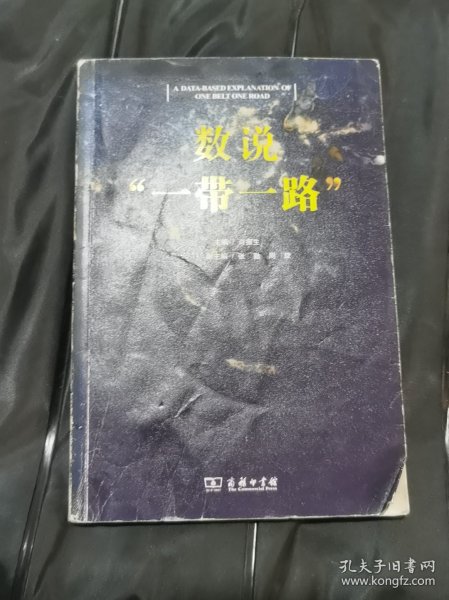 A DATA-BASED EXPLANATION OF
ONE BELT ONE ROAD
数说
“一带一路”
商务印书馆
The Commercial Press
孔夫子旧书网
www.kongfz.com